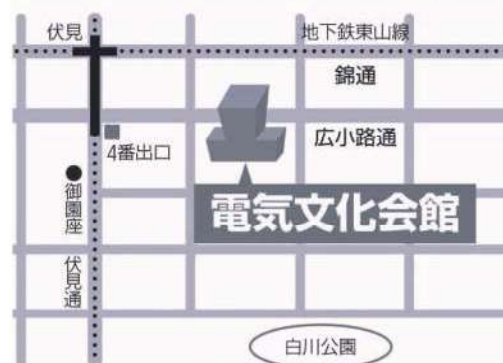 伏見
地下鉄東山線
錦通
広小路通
4番出口
御園座
電気文化会館
伏見通
白川公園